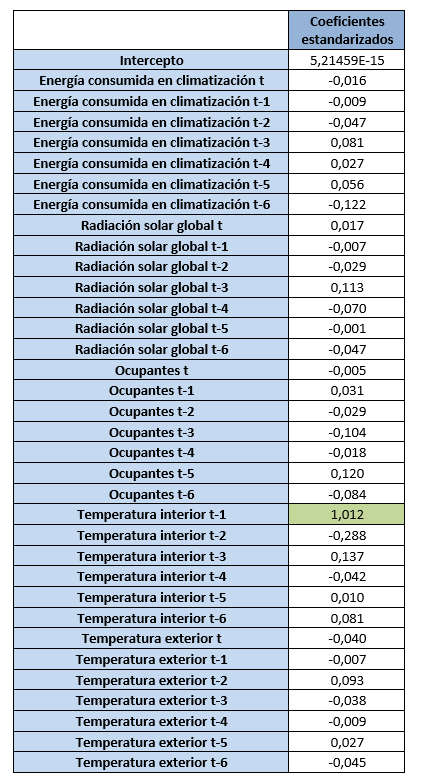 Coeficientes
estandarizados
Intercepto 5,21459E-15
Energía consumida en climatización t -0,016
Energía consumida en climatización t-1 -0,009
Energía consumida en climatización t-2 -0,047
Energía consumida en climatización t-3 0,081
Energía consumida en climatización t-4 0,027
Energía consumida en climatización t-5 0,056
Energía consumida en climatización t-6 -0,122
Radiación solar global t 0,017
Radiación solar global t-1 -0,007
Radiación solar global t-2 -0,029
Radiación solar global t-3 0,113
Radiación solar global t-4 -0,070
Radiación solar global t-5 -0,001
Radiación solar global t-6 -0,047
Ocupantes t -0,005
Ocupantes t-1 0,031
Ocupantes t-2 -0,029
Ocupantes t-3 -0,104
Ocupantes t-4 -0,018
Ocupantes t-5 0,120
Ocupantes t-6 -0,084
Temperatura interior t-1 1,012
Temperatura interior t-2 -0,288
Temperatura interior t-3 0,137
Temperatura interior t-4 -0,042
Temperatura interior t-5 0,010
Temperatura interior t-6 0,081
Temperatura exterior t -0,040
Temperatura exterior t-1 -0,007
Temperatura exterior t-2 0,093
Temperatura exterior t-3 -0,038
Temperatura exterior t-4 -0,009
Temperatura exterior t-5 0,027
Temperatura exterior t-6 -0,045